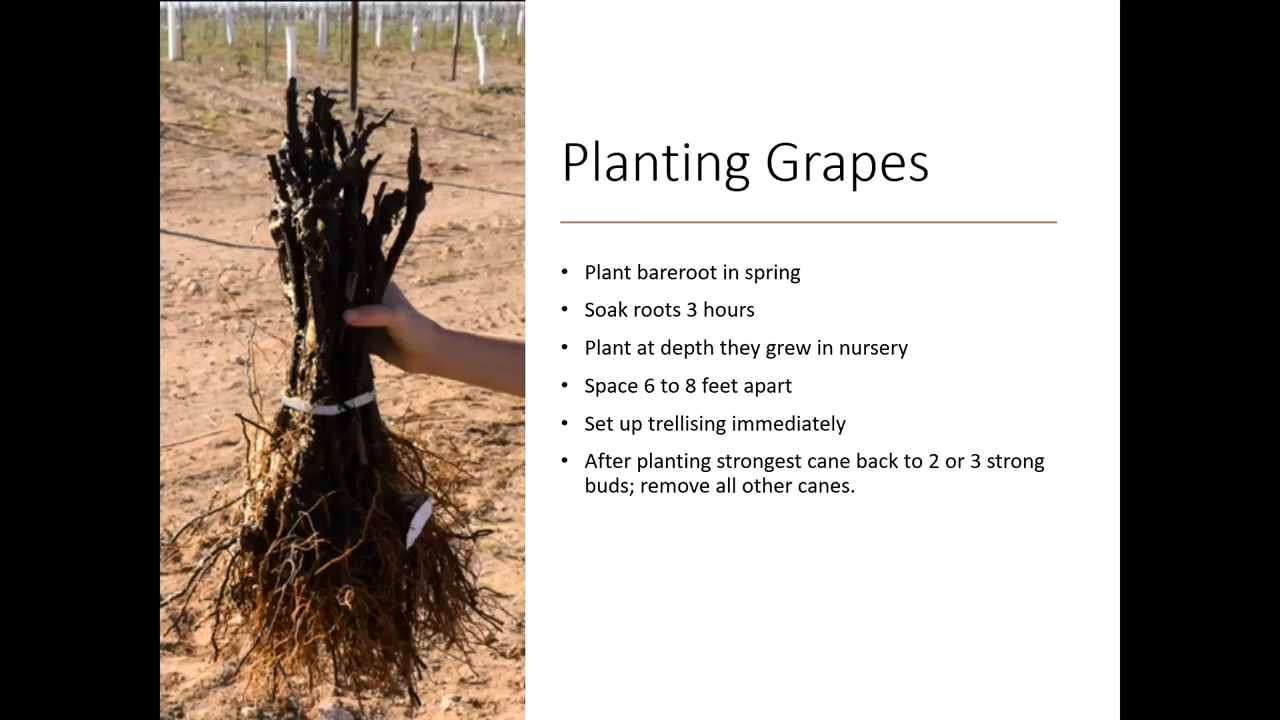 Planting Grapes
• Plant bareroot in spring
• Soak roots 3 hours
• Plant at depth they grew in nursery
• Space 6 to 8 feet apart
• Set up trellising immediately
• After planting strongest cane back to 2 or 3 strong
buds; remove all other canes.